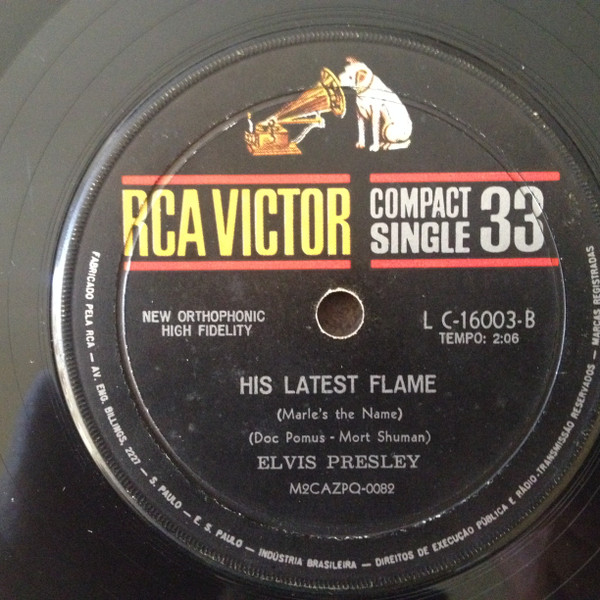 RCA VICTOR
COMPACT
SINGLE 33
NEW ORTHOPHONIC
HIGH FIDELITY
L C-16003-B
TEMPO: 2:06
HIS LATEST FLAME
(Marle's the Name)
(Doc Pomus - Mort Shuman)
ELVIS PRESLEY
M2CAZPQ-0082
FABRICADO PELA RCA - AV. ENG. BILLINGS, 2227 - S. PAULO - E. S. PAULO - INDÚSTRIA BRASILEIRA - DIREITOS DE EXECUÇÃO PÚBLICA E RÁDIO-TRANSMISSÃO RESERVADOS - MARCAS REGISTRADAS